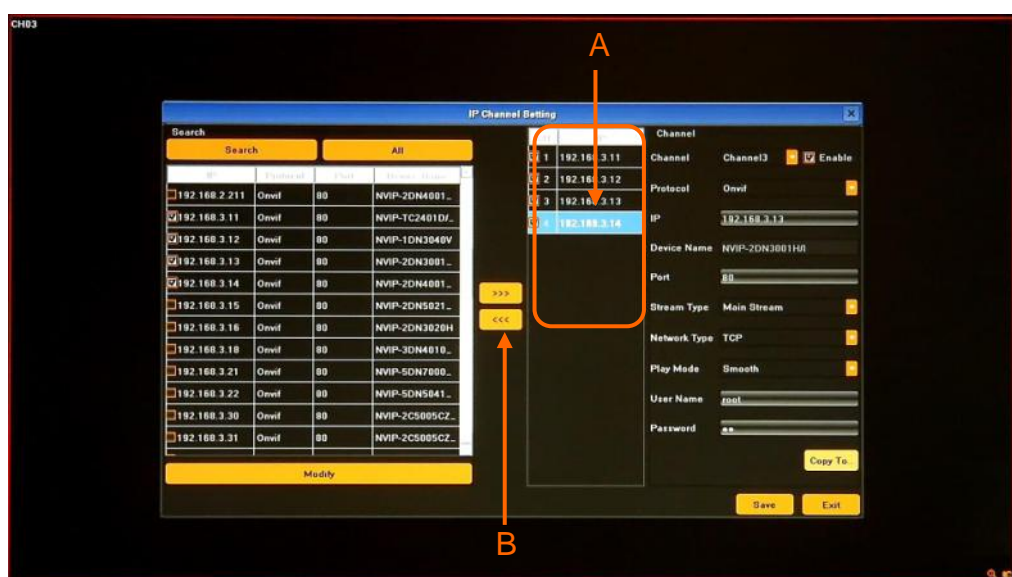 CH03
A
IP Channel Setting
Search
Search All
IP Protocol Port Device Name
192.168.2.211 Onvif 80 NVIP-2DN4001_
192.168.3.11 Onvif 80 NVIP-TC2401D/_
192.168.3.12 Onvif 80 NVIP-1DN3040V
192.168.3.13 Onvif 80 NVIP-2DN3001_
192.168.3.14 Onvif 80 NVIP-2DN4001_
192.168.3.15 Onvif 80 NVIP-2DN5021_
192.168.3.16 Onvif 80 NVIP-2DN3020H
192.168.3.18 Onvif 80 NVIP-3DN4010_
192.168.3.21 Onvif 80 NVIP-5DN7000_
192.168.3.22 Onvif 80 NVIP-5DN5041_
192.168.3.30 Onvif 80 NVIP-2C5005CZ_
192.168.3.31 Onvif 80 NVIP-2C5005CZ_
Modify
>>>
<<<
1 192.168.3.11
2 192.168.3.12
3 192.168.3.13
4 192.168.3.14
Channel
Channel Channel3 Enable
Protocol Onvif
IP 192.168.3.13
Device Name NVIP-2DN3001H/I
Port 80
Stream Type Main Stream
Network Type TCP
Play Mode Smooth
User Name root
Password ●●
Copy To
Save Exit
B